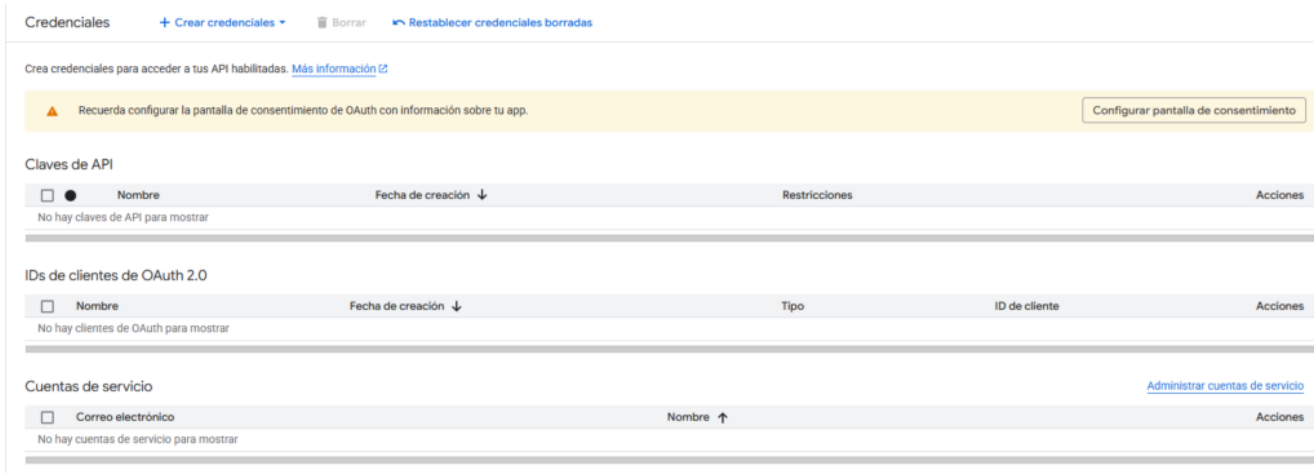 Credenciales + Crear credenciales Borrar Restablecer credenciales borradas
Crea credenciales para acceder a tus API habilitadas. Más información
Recuerda configurar la pantalla de consentimiento de OAuth con información sobre tu app. Configurar pantalla de consentimiento
Claves de API
Nombre Fecha de creación ↓ Restricciones Acciones
No hay claves de API para mostrar
IDs de clientes de OAuth 2.0
Nombre Fecha de creación ↓ Tipo ID de cliente Acciones
No hay clientes de OAuth para mostrar
Cuentas de servicio Administrar cuentas de servicio
Correo electrónico Nombre ↑ Acciones
No hay cuentas de servicio para mostrar